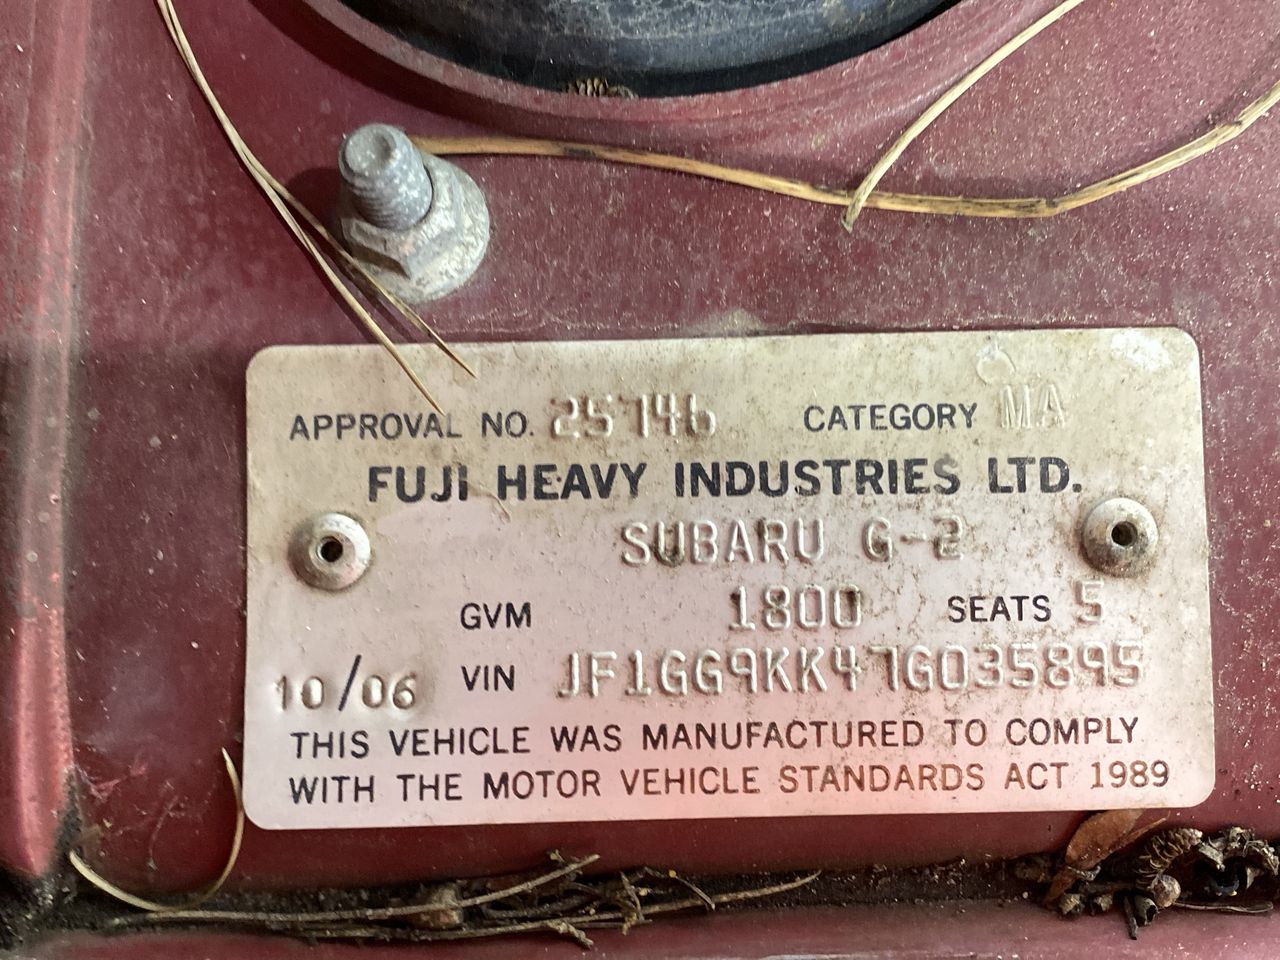 APPROVAL NO. 25746 CATEGORY MA
FUJI HEAVY INDUSTRIES LTD.
SUBARU G-2
GVM 1800 SEATS 5
10/06 VIN JF1GG9KK47G035895
THIS VEHICLE WAS MANUFACTURED TO COMPLY
WITH THE MOTOR VEHICLE STANDARDS ACT 1989